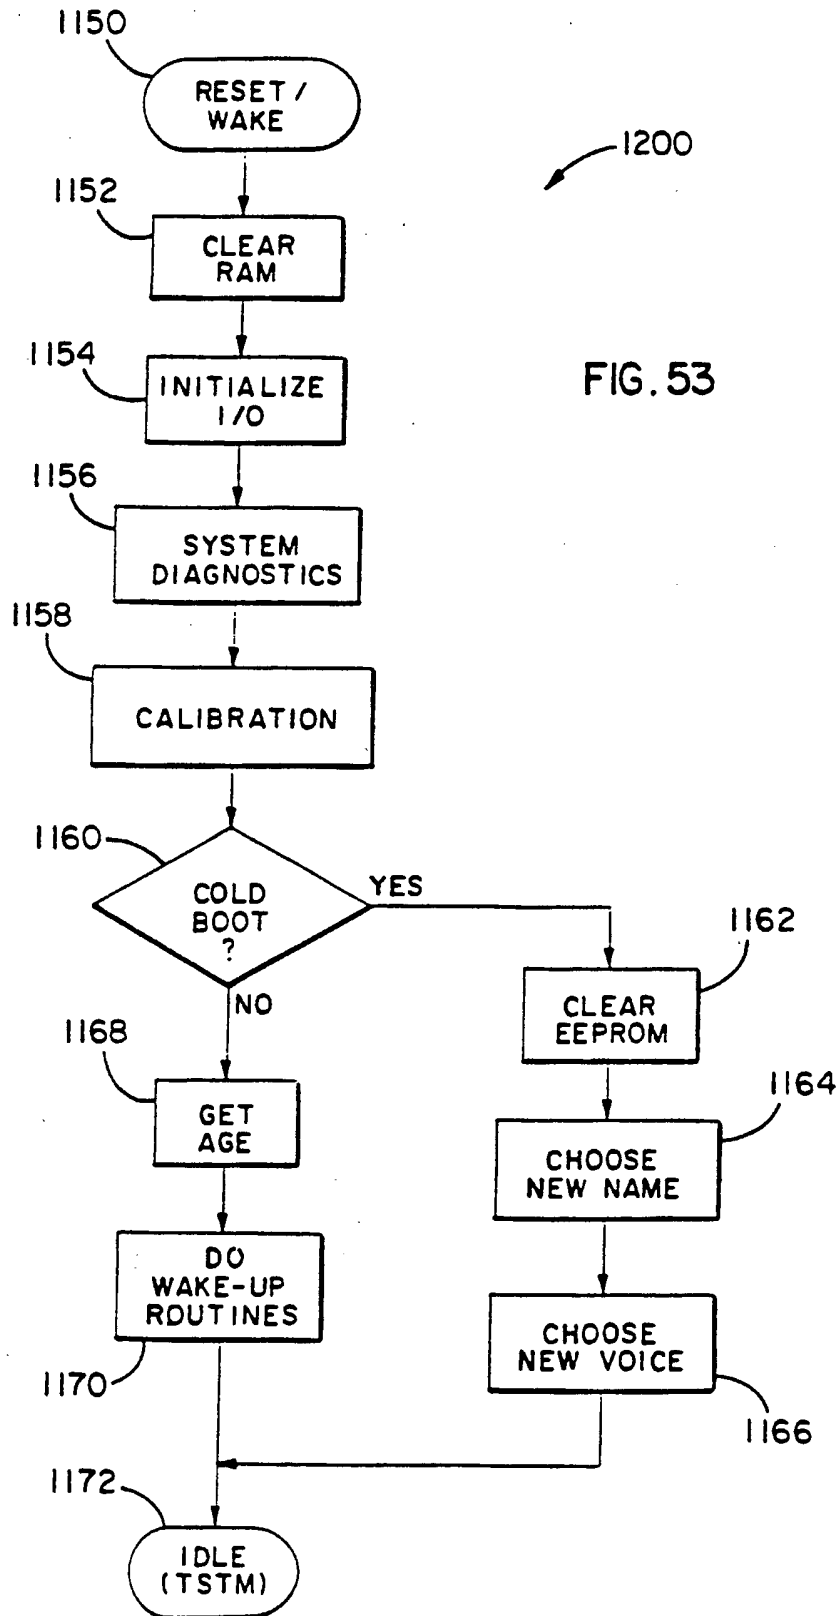 1150
RESET /
WAKE
1200
1152
CLEAR
RAM
1154
INITIALIZE
I/O
FIG. 53
1156
SYSTEM
DIAGNOSTICS
1158
CALIBRATION
1160
COLD
BOOT
?
YES
NO
1162
CLEAR
EEPROM
1168
GET
AGE
1164
CHOOSE
NEW NAME
DO
WAKE-UP
ROUTINES
1170
CHOOSE
NEW VOICE
1166
1172
IDLE
(TSTM)